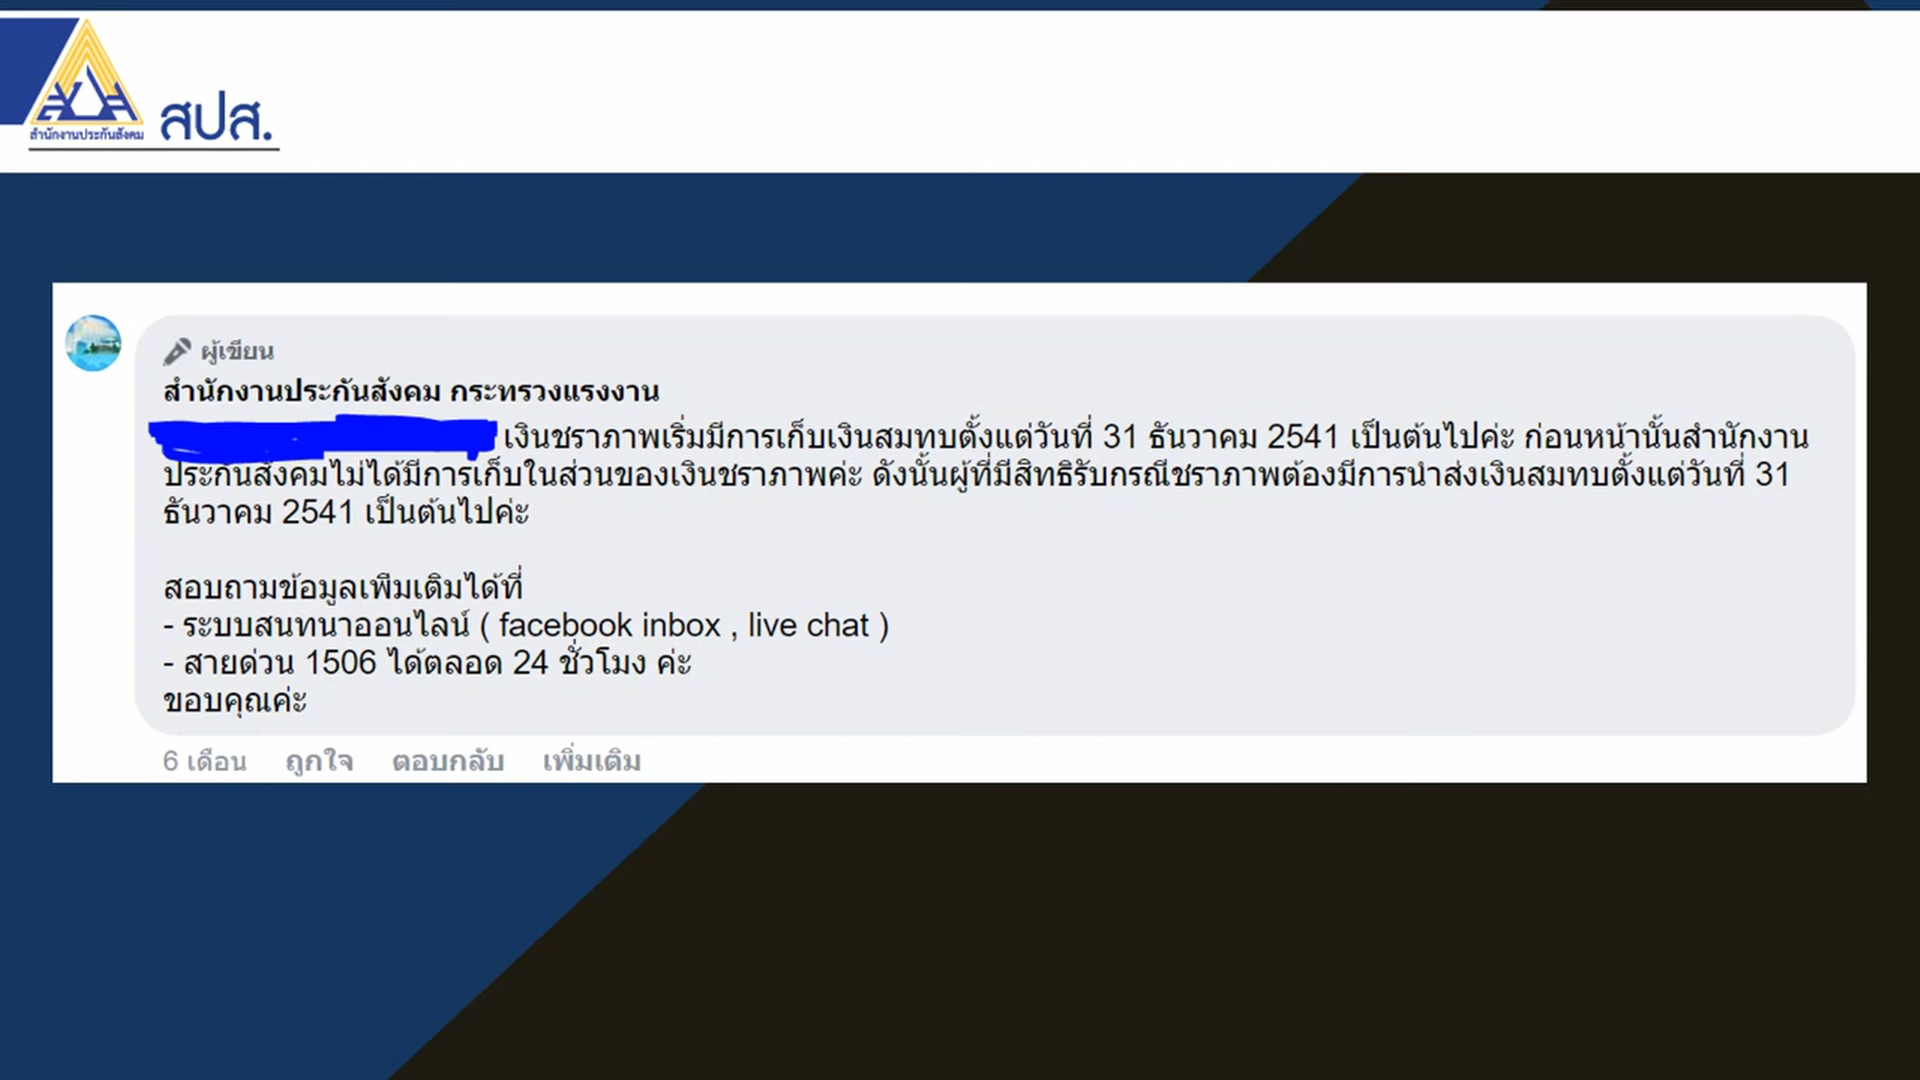 สปส.
สำนักงานประกันสังคม
ผู้เขียน
สำนักงานประกันสังคม กระทรวงแรงงาน
เงินชราภาพเริ่มมีการเก็บเงินสมทบตั้งแต่วันที่ 31 ธันวาคม 2541 เป็นต้นไปค่ะ ก่อนหน้านั้นสำนักงาน
ประกันสังคมไม่ได้มีการเก็บในส่วนของเงินชราภาพค่ะ ดังนั้นผู้ที่มีสิทธิรับกรณีชราภาพต้องมีการนำส่งเงินสมทบตั้งแต่วันที่ 31
ธันวาคม 2541 เป็นต้นไปค่ะ
สอบถามข้อมูลเพิ่มเติมได้ที่
- ระบบสนทนาออนไลน์ ( facebook inbox , live chat )
- สายด่วน 1506 ได้ตลอด 24 ชั่วโมง ค่ะ
ขอบคุณค่ะ
6 เดือน ถูกใจ ตอบกลับ เพิ่มเติม